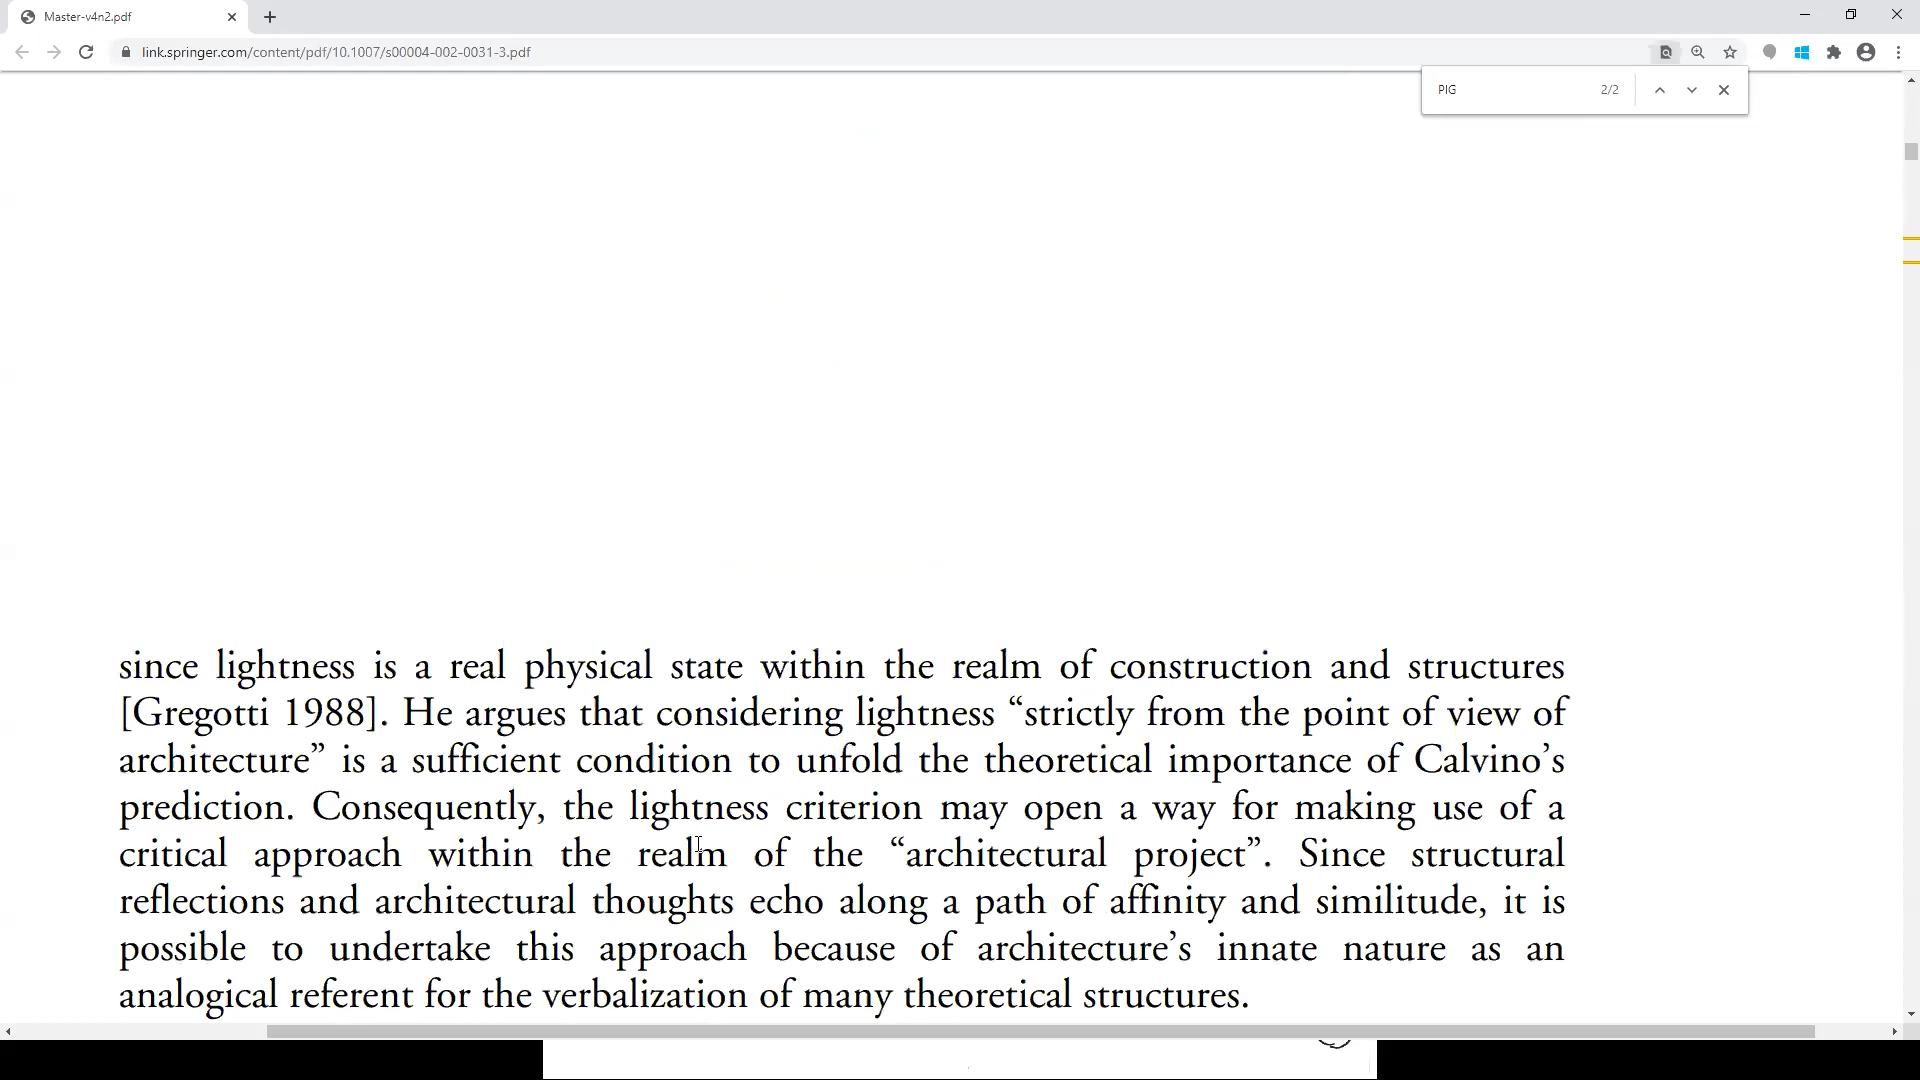 Master-v4n2.pdf
link.springer.com/content/pdf/10.1007/s00004-002-0031-3.pdf
PIG 2/2
since lightness is a real physical state within the realm of construction and structures
[Gregotti 1988]. He argues that considering lightness “strictly from the point of view of
architecture” is a sufficient condition to unfold the theoretical importance of Calvino’s
prediction. Consequently, the lightness criterion may open a way for making use of a
critical approach within the realm of the “architectural project”. Since structural
reflections and architectural thoughts echo along a path of affinity and similitude, it is
possible to undertake this approach because of architecture’s innate nature as an
analogical referent for the verbalization of many theoretical structures.